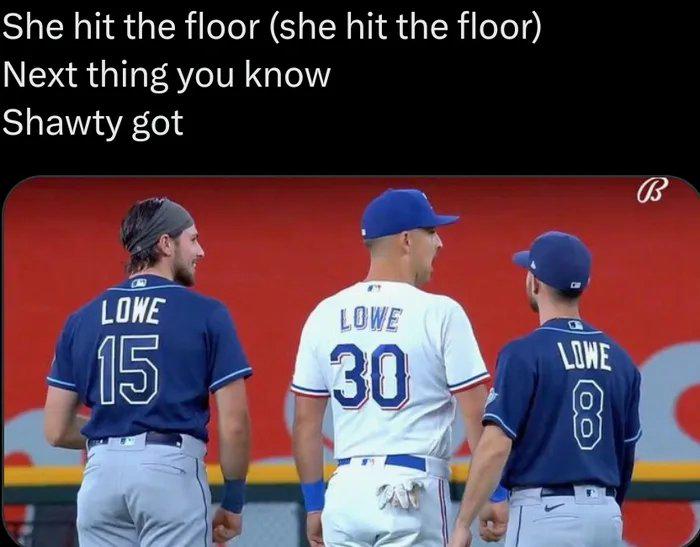 She hit the floor (she hit the floor)
Next thing you know
Shawty got
B
LOWE
15
LOWE
30
LOWE
8